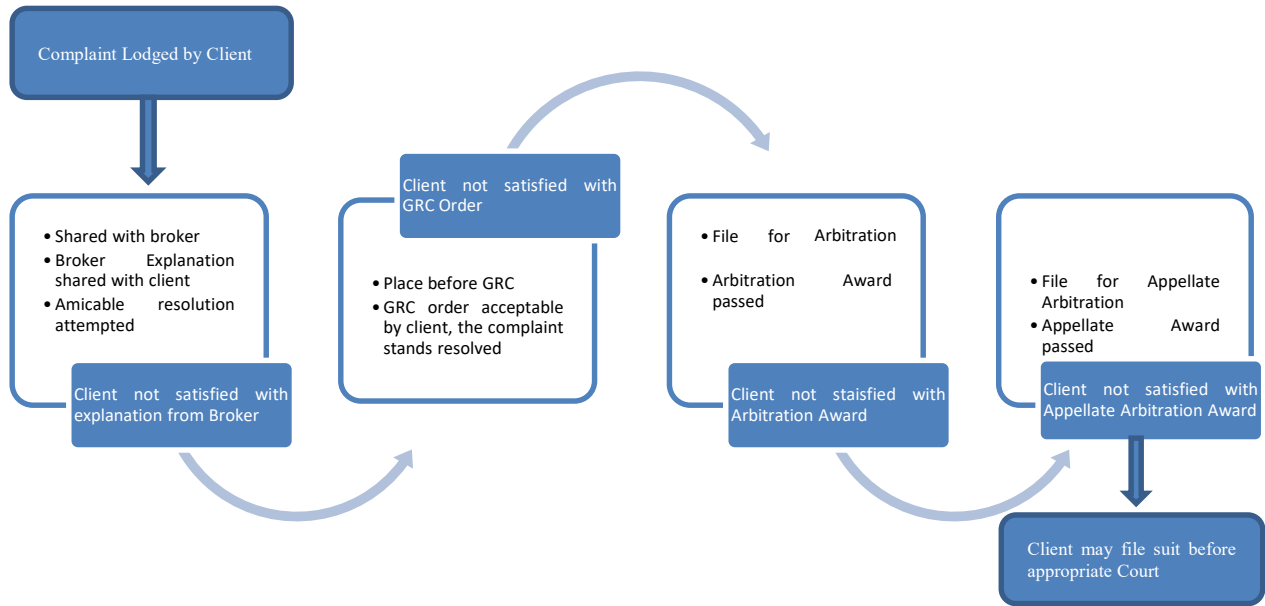 Complaint Lodged by Client
• Shared with broker
• Broker Explanation
shared with client
• Amicable resolution
attempted
Client not satisfied with
explanation from Broker
Client not satisfied with
GRC Order
• Place before GRC
• GRC order acceptable
by client, the complaint
stands resolved
• File for Arbitration
• Arbitration Award
passed
Client not staisfied with
Arbitration Award
• File for Appellate
Arbitration
• Appellate Award
passed
Client not satisfied with
Appellate Arbitration Award
Client may file suit before
appropriate Court